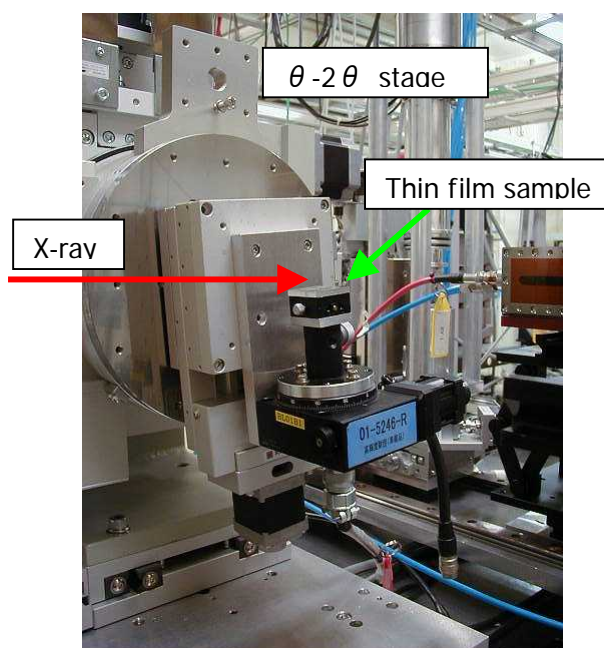 θ-2θ stage
Thin film sample
X-ray
BL01B1
01-5246-R